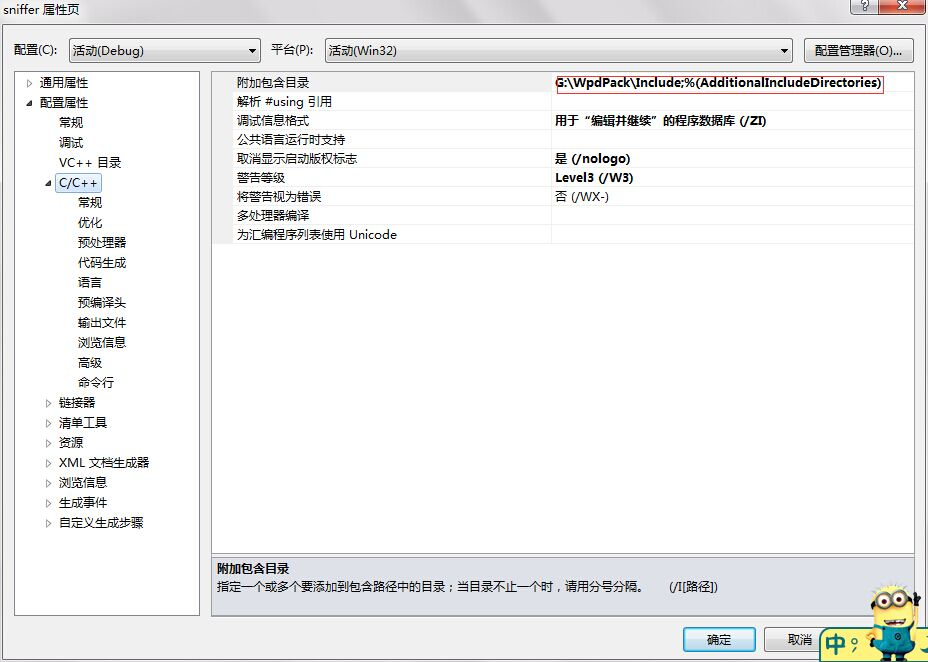 sniffer 属性页
配置(C): 活动(Debug) 平台(P): 活动(Win32) 配置管理器(O)...
通用属性
配置属性
常规
调试
VC++ 目录
C/C++
常规
优化
预处理器
代码生成
语言
预编译头
输出文件
浏览信息
高级
命令行
链接器
清单工具
资源
XML 文档生成器
浏览信息
生成事件
自定义生成步骤
附加包含目录 G:\WpdPack\Include;%(AdditionalIncludeDirectories)
解析 #using 引用
调试信息格式 用于“编辑并继续”的程序数据库 (/ZI)
公共语言运行时支持
取消显示启动版权标志 是 (/nologo)
警告等级 Level3 (/W3)
将警告视为错误 否 (/WX-)
多处理器编译
为汇编程序列表使用 Unicode
附加包含目录
指定一个或多个要添加到包含路径中的目录；当目录不止一个时，请用分号分隔。 (/I[路径])
确定 取消
中；